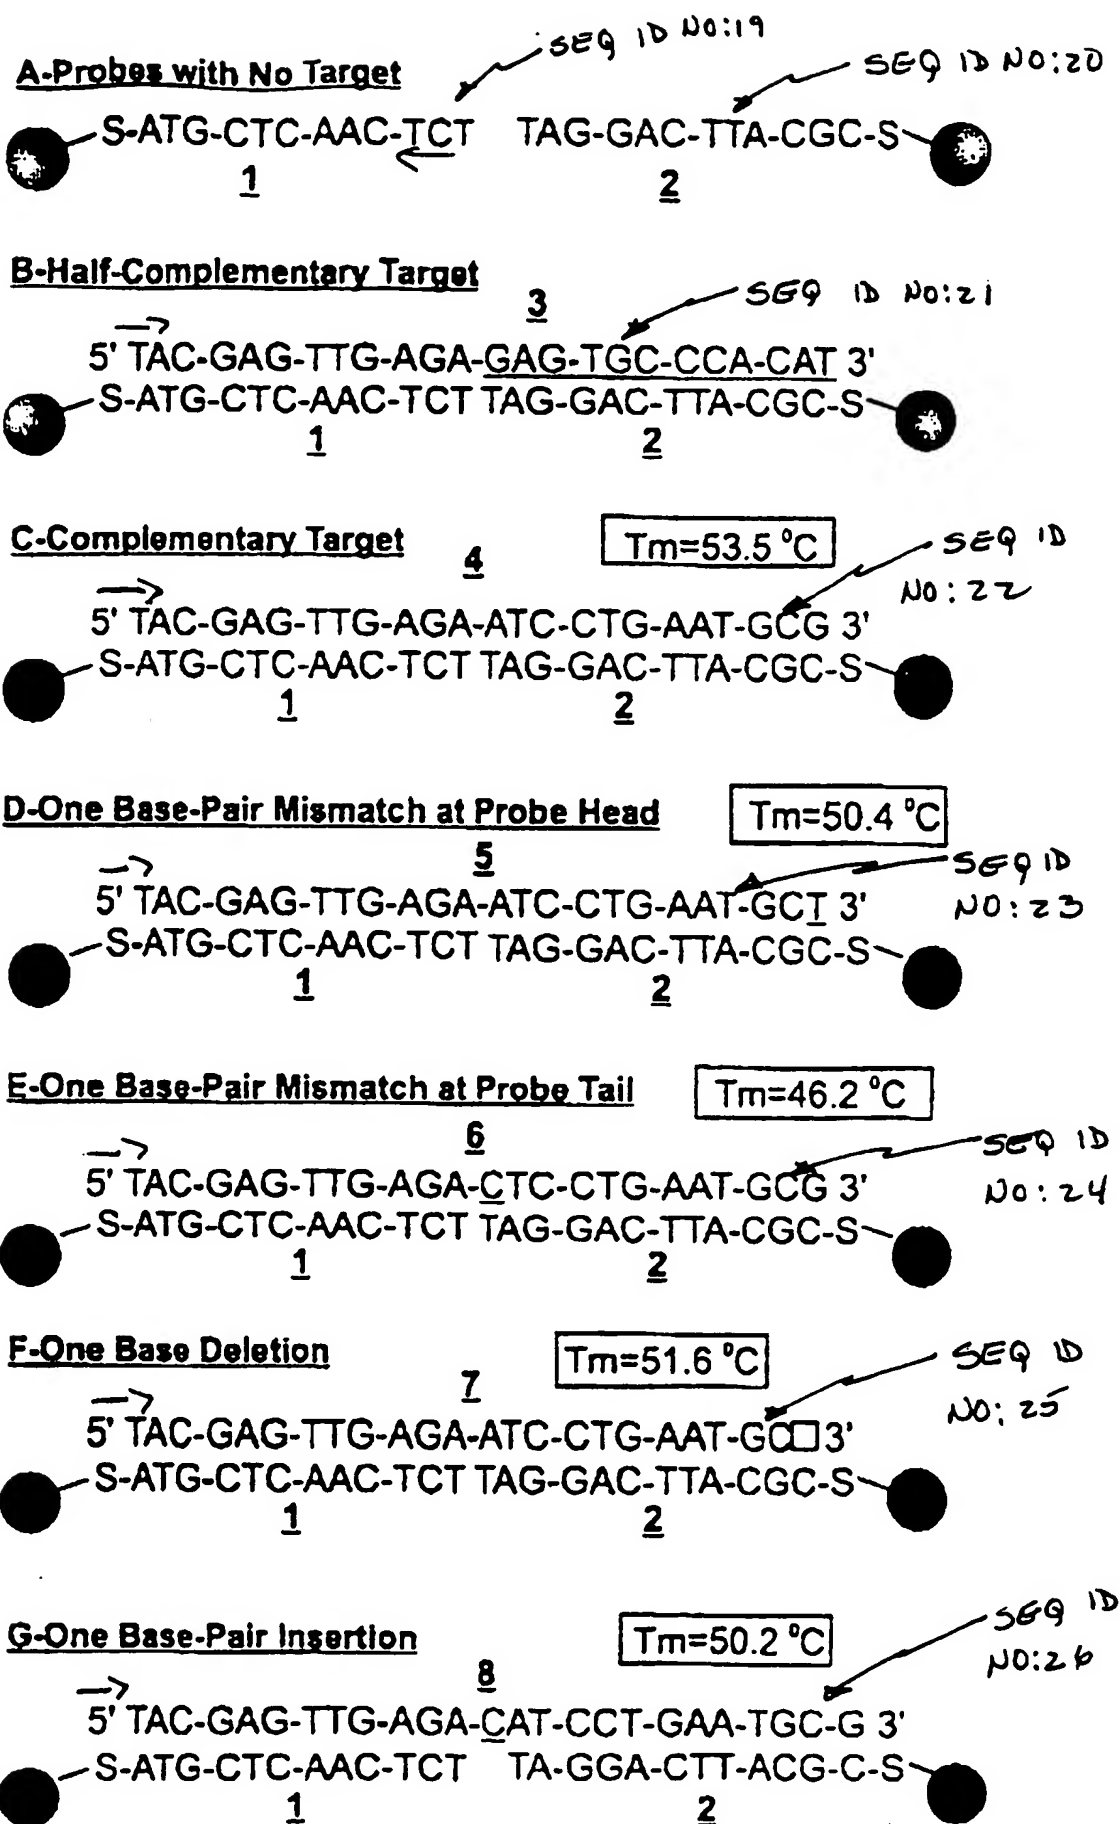 A-Probes with No Target
SEQ ID NO:19
SEQ ID NO:20
S-ATG-CTC-AAC-TCT TAG-GAC-TTA-CGC-S
1 2
B-Half-Complementary Target
3
SEQ ID NO:21
5' TAC-GAG-TTG-AGA-GAG-TGC-CCA-CAT 3'
S-ATG-CTC-AAC-TCT TAG-GAC-TTA-CGC-S
1 2
C-Complementary Target
4
Tm=53.5 °C
SEQ ID
NO:22
5' TAC-GAG-TTG-AGA-ATC-CTG-AAT-GCG 3'
S-ATG-CTC-AAC-TCT TAG-GAC-TTA-CGC-S
1 2
D-One Base-Pair Mismatch at Probe Head
Tm=50.4 °C
5
SEQ ID
NO:23
5' TAC-GAG-TTG-AGA-ATC-CTG-AAT-GCT 3'
S-ATG-CTC-AAC-TCT TAG-GAC-TTA-CGC-S
1 2
E-One Base-Pair Mismatch at Probe Tail
Tm=46.2 °C
6
SEQ ID
NO:24
5' TAC-GAG-TTG-AGA-CTC-CTG-AAT-GCG 3'
S-ATG-CTC-AAC-TCT TAG-GAC-TTA-CGC-S
1 2
F-One Base Deletion
Tm=51.6 °C
7
SEQ ID
NO:25
5' TAC-GAG-TTG-AGA-ATC-CTG-AAT-GC□ 3'
S-ATG-CTC-AAC-TCT TAG-GAC-TTA-CGC-S
1 2
G-One Base-Pair Insertion
Tm=50.2 °C
8
SEQ ID
NO:26
5' TAC-GAG-TTG-AGA-CAT-CCT-GAA-TGC-G 3'
S-ATG-CTC-AAC-TCT TA-GGA-CTT-ACG-C-S
1 2